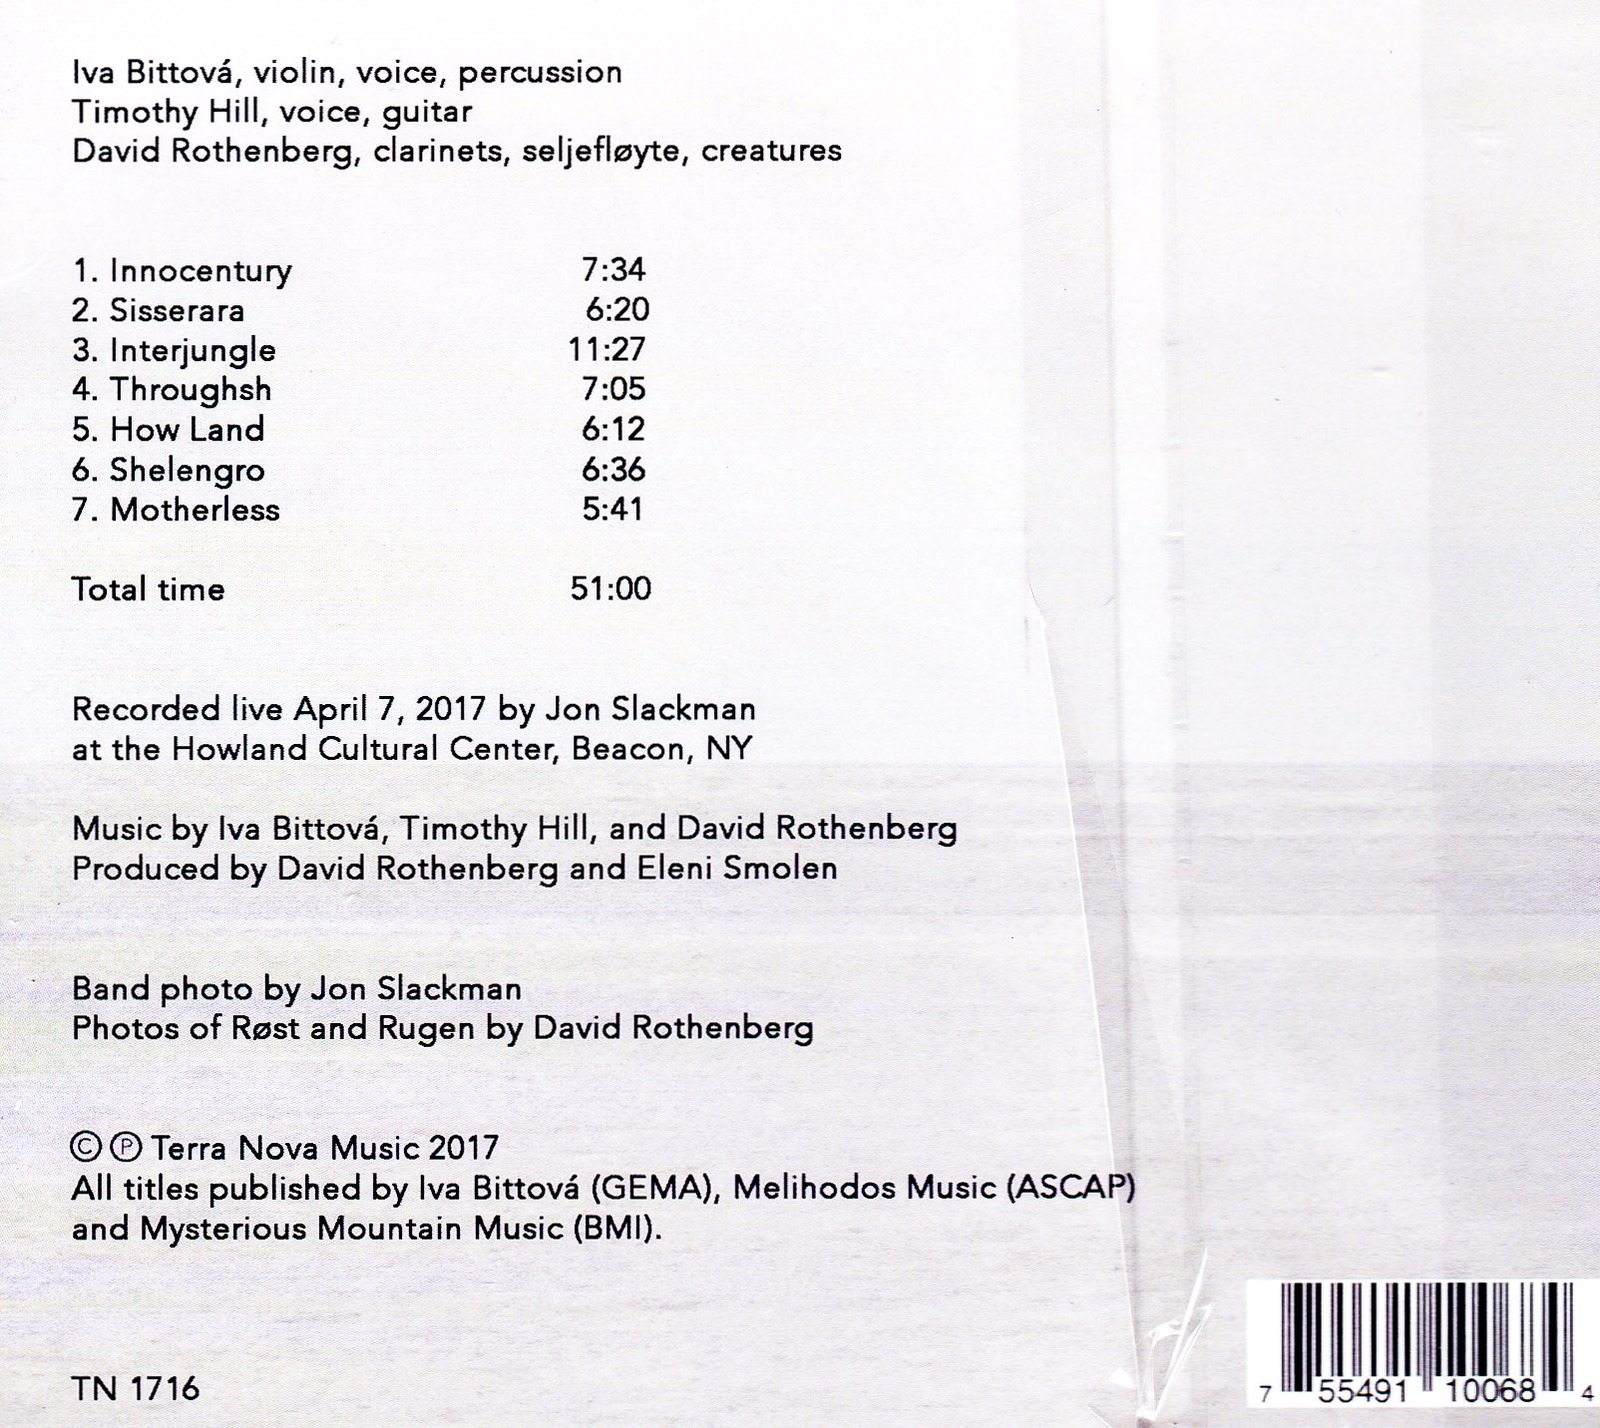 Iva Bittová, violin, voice, percussion
Timothy Hill, voice, guitar
David Rothenberg, clarinets, seljefløyte, creatures
1. Innocentury 7:34
2. Sisserara 6:20
3. Interjungle 11:27
4. Throughsh 7:05
5. How Land 6:12
6. Shelengro 6:36
7. Motherless 5:41
Total time 51:00
Recorded live April 7, 2017 by Jon Slackman
at the Howland Cultural Center, Beacon, NY
Music by Iva Bittová, Timothy Hill, and David Rothenberg
Produced by David Rothenberg and Eleni Smolen
Band photo by Jon Slackman
Photos of Røst and Rugen by David Rothenberg
© ℗ Terra Nova Music 2017
All titles published by Iva Bittová (GEMA), Melihodos Music (ASCAP)
and Mysterious Mountain Music (BMI).
TN 1716
7 55491 10068 4